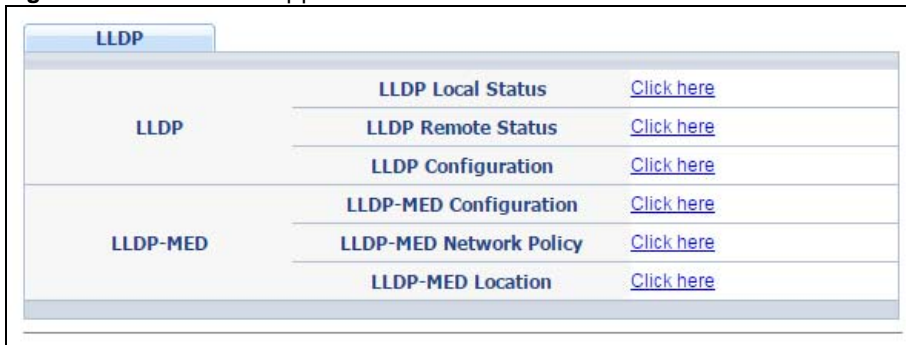 LLDP
LLDP Local Status Click here
LLDP LLDP Remote Status Click here
LLDP Configuration Click here
LLDP-MED Configuration Click here
LLDP-MED LLDP-MED Network Policy Click here
LLDP-MED Location Click here